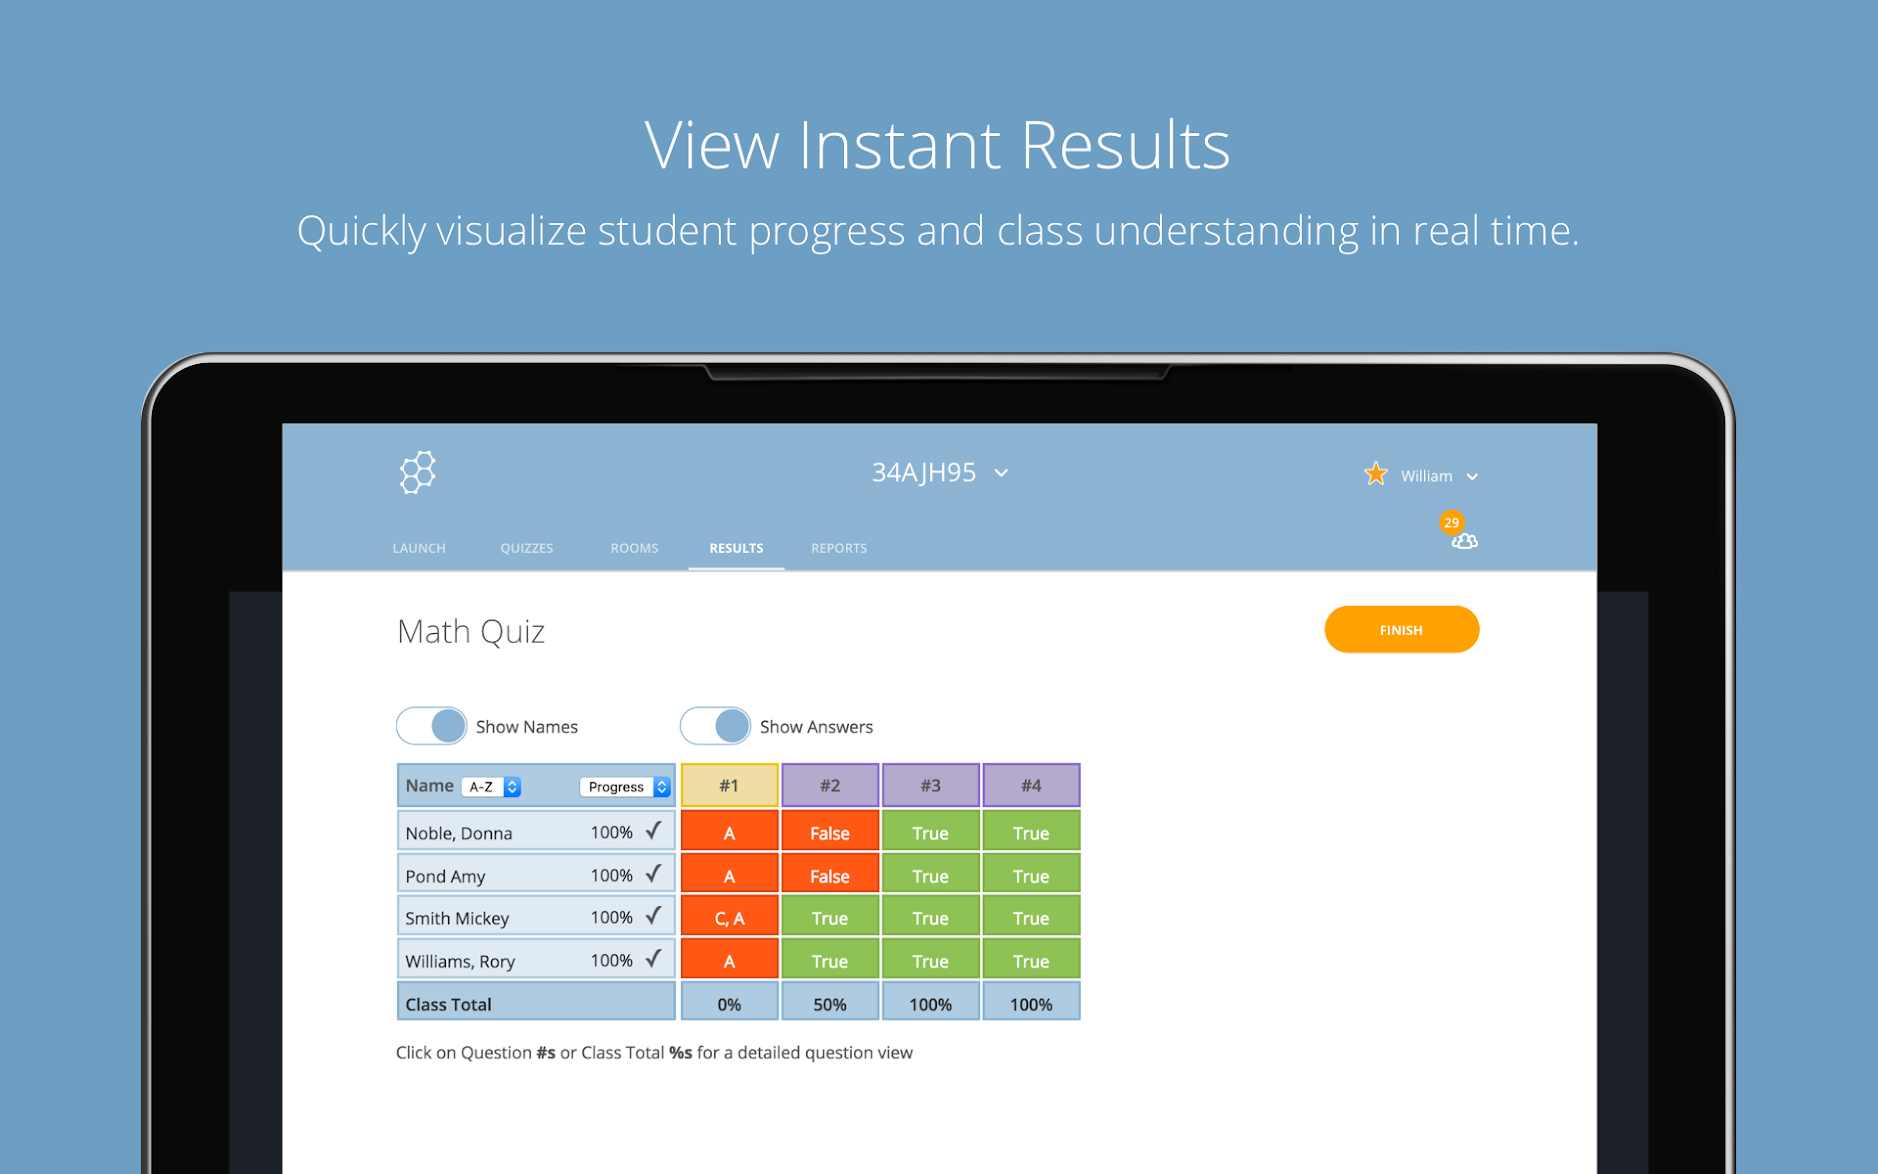 View Instant Results
Quickly visualize student progress and class understanding in real time.
34AJH95
William
29
LAUNCH QUIZZES ROOMS RESULTS REPORTS
Math Quiz
FINISH
Show Names Show Answers
Name A-Z Progress #1 #2 #3 #4
Noble, Donna 100% ✓ A False True True
Pond Amy 100% ✓ A False True True
Smith Mickey 100% ✓ C, A True True True
Williams, Rory 100% ✓ A True True True
Class Total 0% 50% 100% 100%
Click on Question #s or Class Total %s for a detailed question view